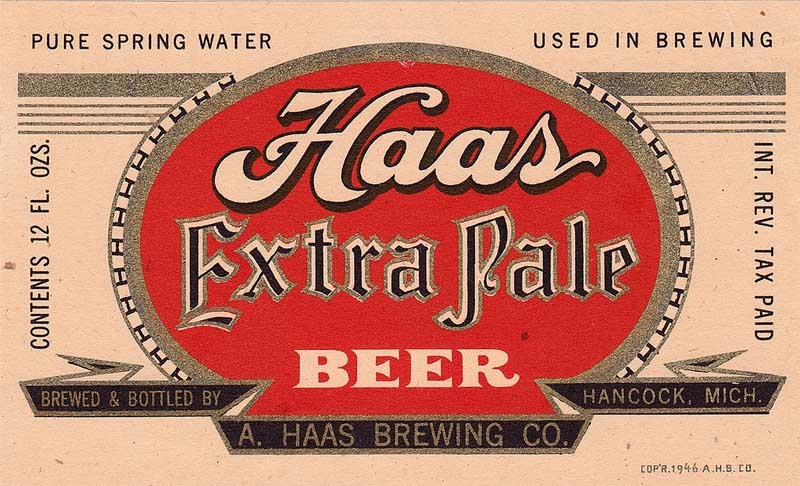 PURE SPRING WATER
USED IN BREWING
CONTENTS 12 FL. OZS.
INT. REV. TAX PAID
Haas
Extra Pale
BEER
BREWED & BOTTLED BY
A. HAAS BREWING CO.
HANCOCK, MICH.
COP'R. 1946 A.H.B. CO.